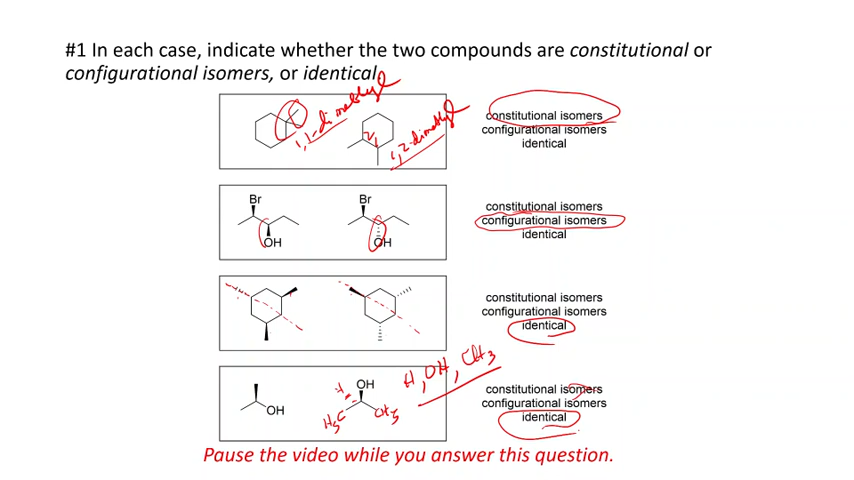 #1 In each case, indicate whether the two compounds are constitutional or
configurational isomers, or identical
1,1-dimethyl
2
1
1,2-dimethyl
constitutional isomers
configurational isomers
identical
Br
OH
Br
OH
constitutional isomers
configurational isomers
identical
constitutional isomers
configurational isomers
identical
OH
H
OH
H3C
CH3
H, OH, CH3
constitutional isomers
configurational isomers
identical
Pause the video while you answer this question.